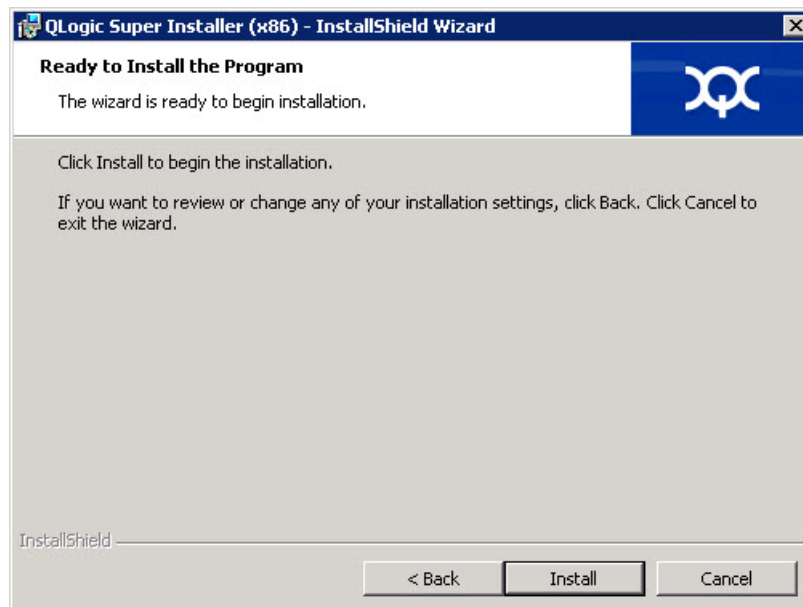 QLogic Super Installer (x86) - InstallShield Wizard
Ready to Install the Program
The wizard is ready to begin installation.
Click Install to begin the installation.
If you want to review or change any of your installation settings, click Back. Click Cancel to
exit the wizard.
InstallShield
< Back
Install
Cancel